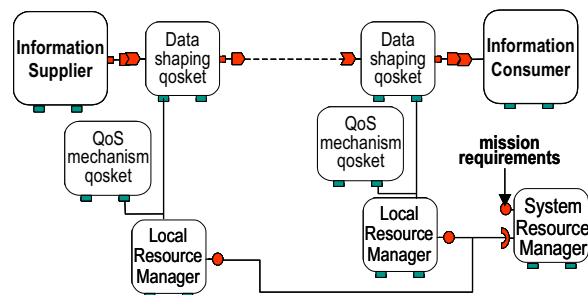 Information
Supplier
Data
shaping
qosket
Data
shaping
qosket
Information
Consumer
QoS
mechanism
qosket
QoS
mechanism
qosket
mission
requirements
Local
Resource
Manager
Local
Resource
Manager
System
Resource
Manager